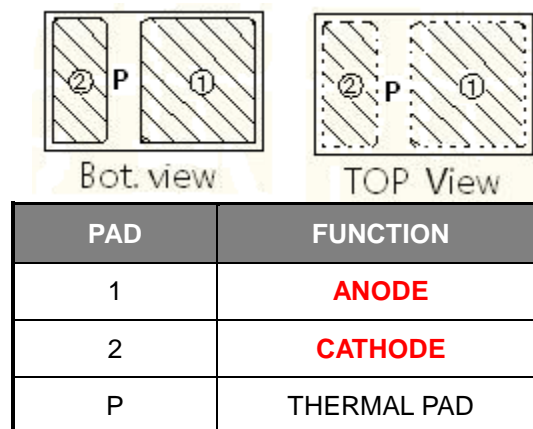 ② P ① ② P ①
Bot. view TOP View
PAD FUNCTION
1 ANODE
2 CATHODE
P THERMAL PAD